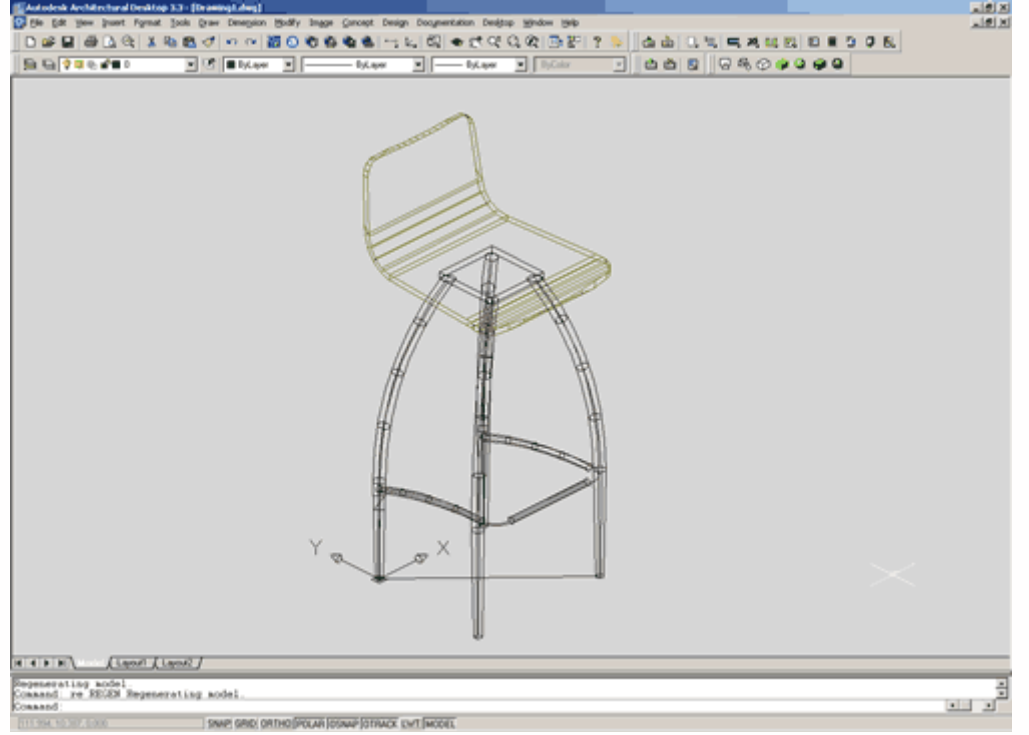 Autodesk Architectural Desktop 3.3 - [Drawing1.dwg]
File Edit View Insert Format Tools Draw Dimension Modify Image Concept Design Documentation Desktop Window Help
0 ByLayer ByLayer ByLayer ByColor
Y X
Model Layout1 Layout2
Regenerating model.
Command: re REGEN Regenerating model.
Command:
SNAP GRID ORTHO POLAR OSNAP OTRACK LWT MODEL